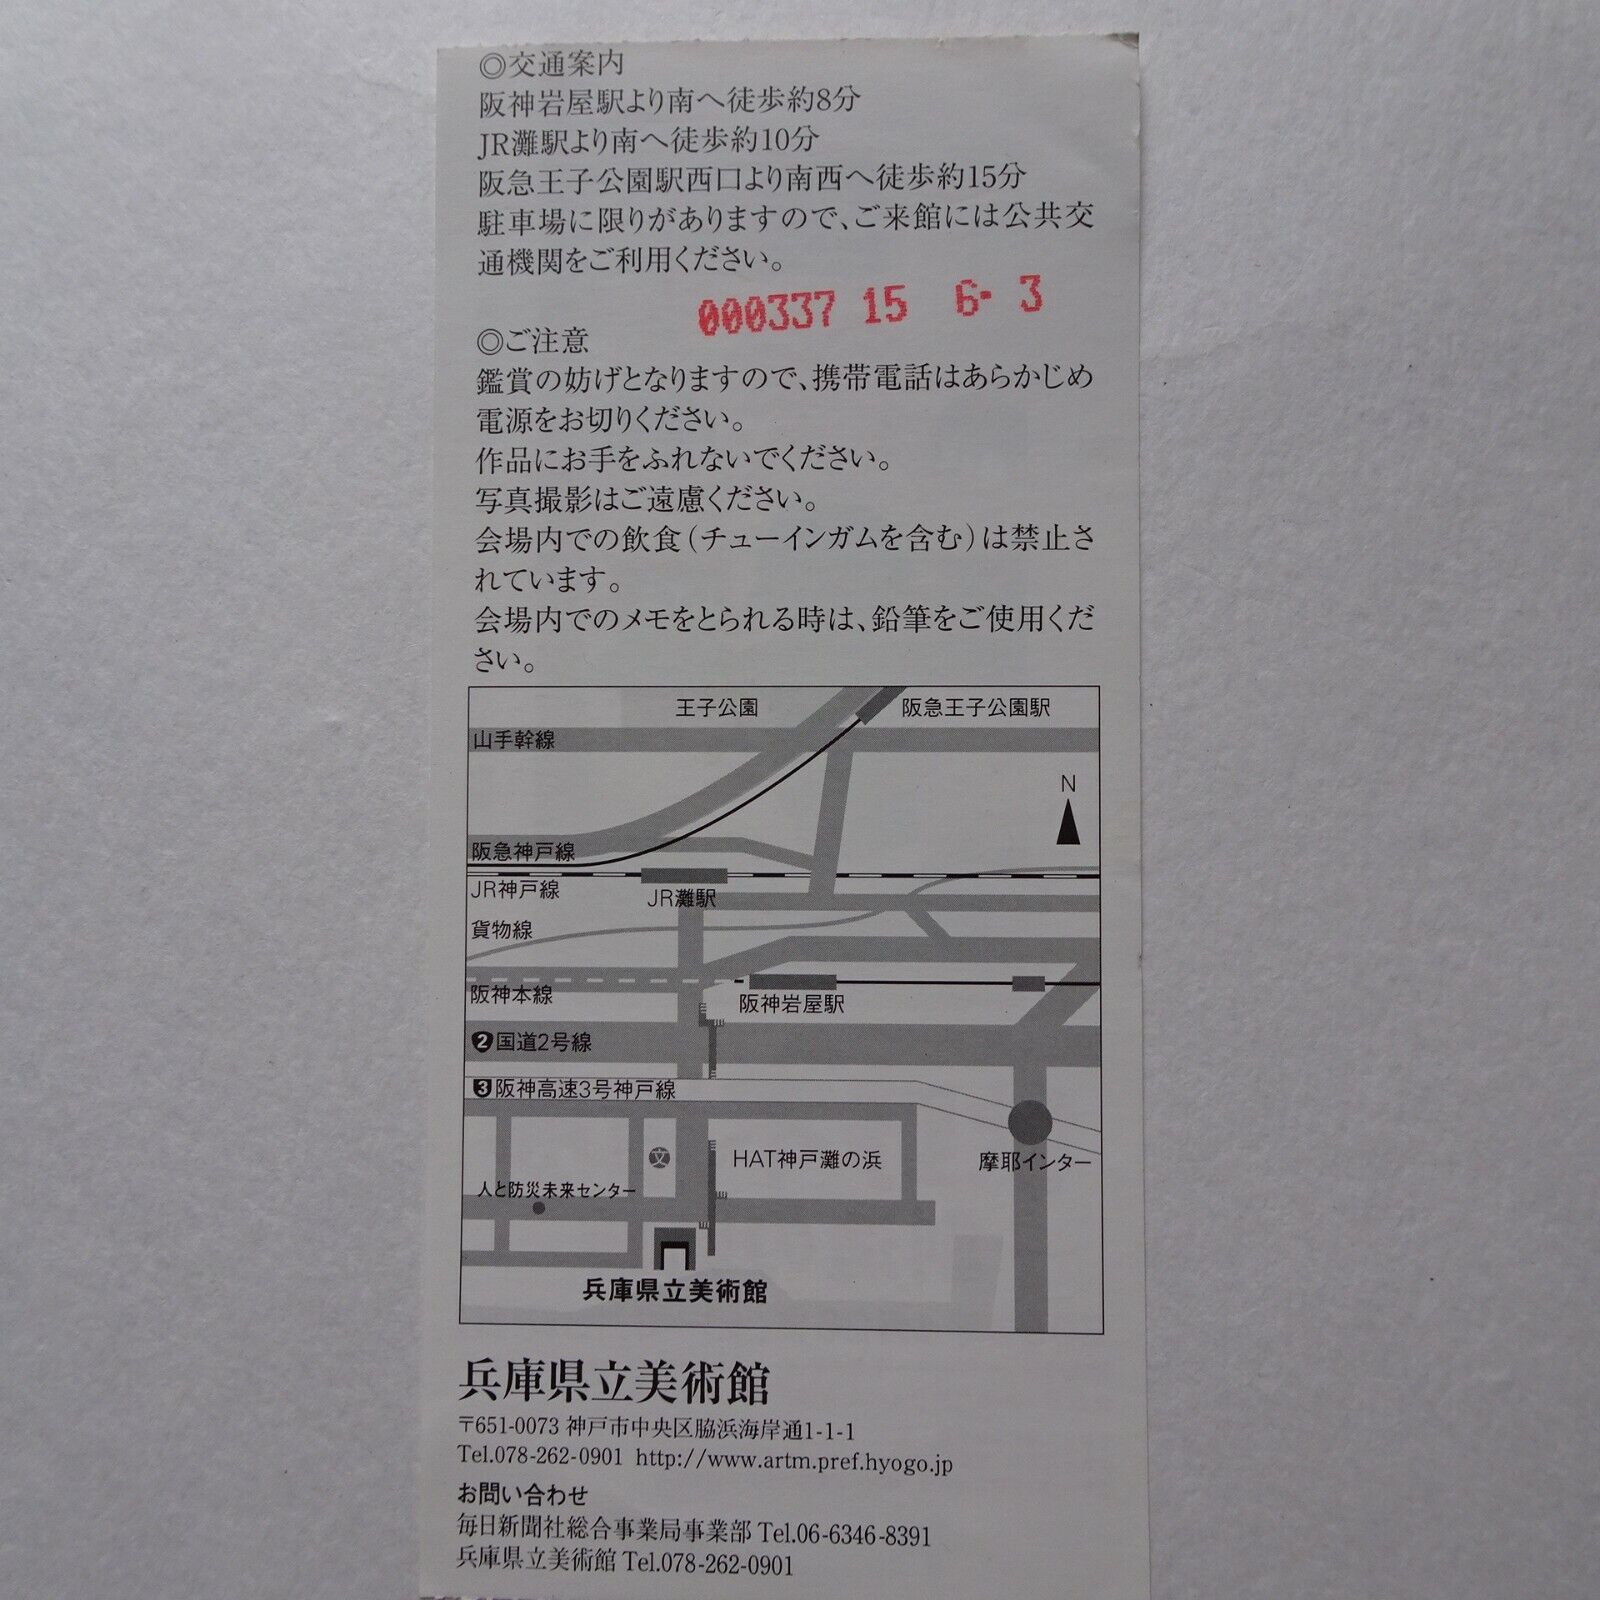 ◎交通案内
阪神岩屋駅より南へ徒歩約8分
JR灘駅より南へ徒歩約10分
阪急王子公園駅西口より南西へ徒歩約15分
駐車場に限りがありますので、ご来館には公共交
通機関をご利用ください。
000337 15 6・3
◎ご注意
鑑賞の妨げとなりますので、携帯電話はあらかじめ
電源をお切りください。
作品にお手をふれないでください。
写真撮影はご遠慮ください。
会場内での飲食(チューインガムを含む)は禁止さ
れています。
会場内でのメモをとられる時は、鉛筆をご使用くだ
さい。
王子公園
阪急王子公園駅
山手幹線
N
阪急神戸線
JR神戸線
JR灘駅
貨物線
阪神本線
阪神岩屋駅
2 国道2号線
3 阪神高速3号神戸線
文
HAT神戸灘の浜
摩耶インター
人と防災未来センター
兵庫県立美術館
兵庫県立美術館
〒651-0073 神戸市中央区脇浜海岸通1-1-1
Tel.078-262-0901 http://www.artm.pref.hyogo.jp
お問い合わせ
毎日新聞社総合事業局事業部 Tel.06-6346-8391
兵庫県立美術館 Tel.078-262-0901